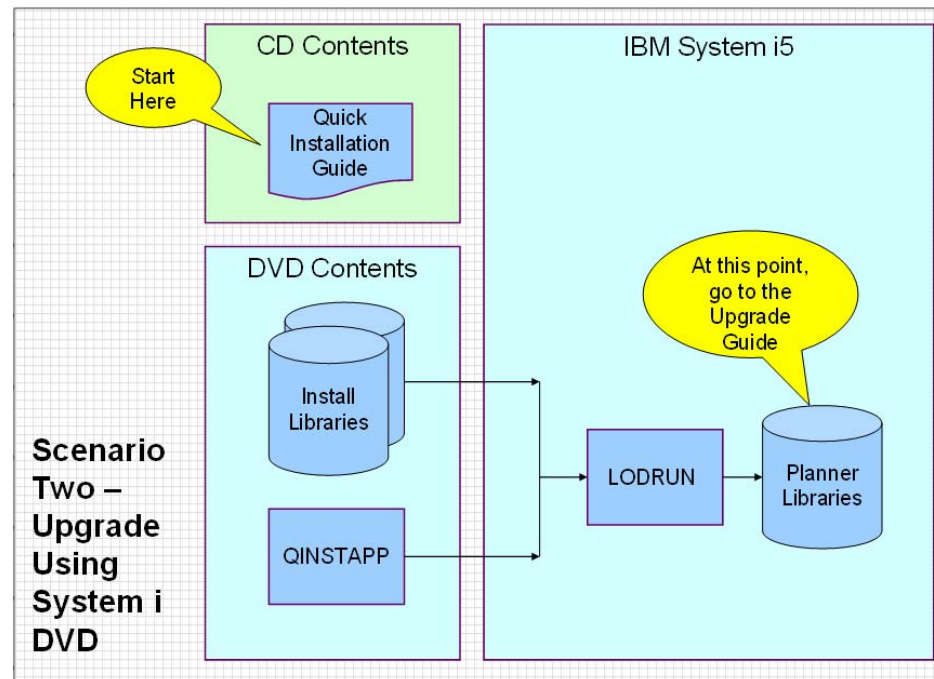 CD Contents
Start
Here
Quick
Installation
Guide
IBM System i5
DVD Contents
Install
Libraries
QINSTAPP
LODRUN
At this point,
go to the
Upgrade
Guide
Planner
Libraries
Scenario
Two –
Upgrade
Using
System i
DVD